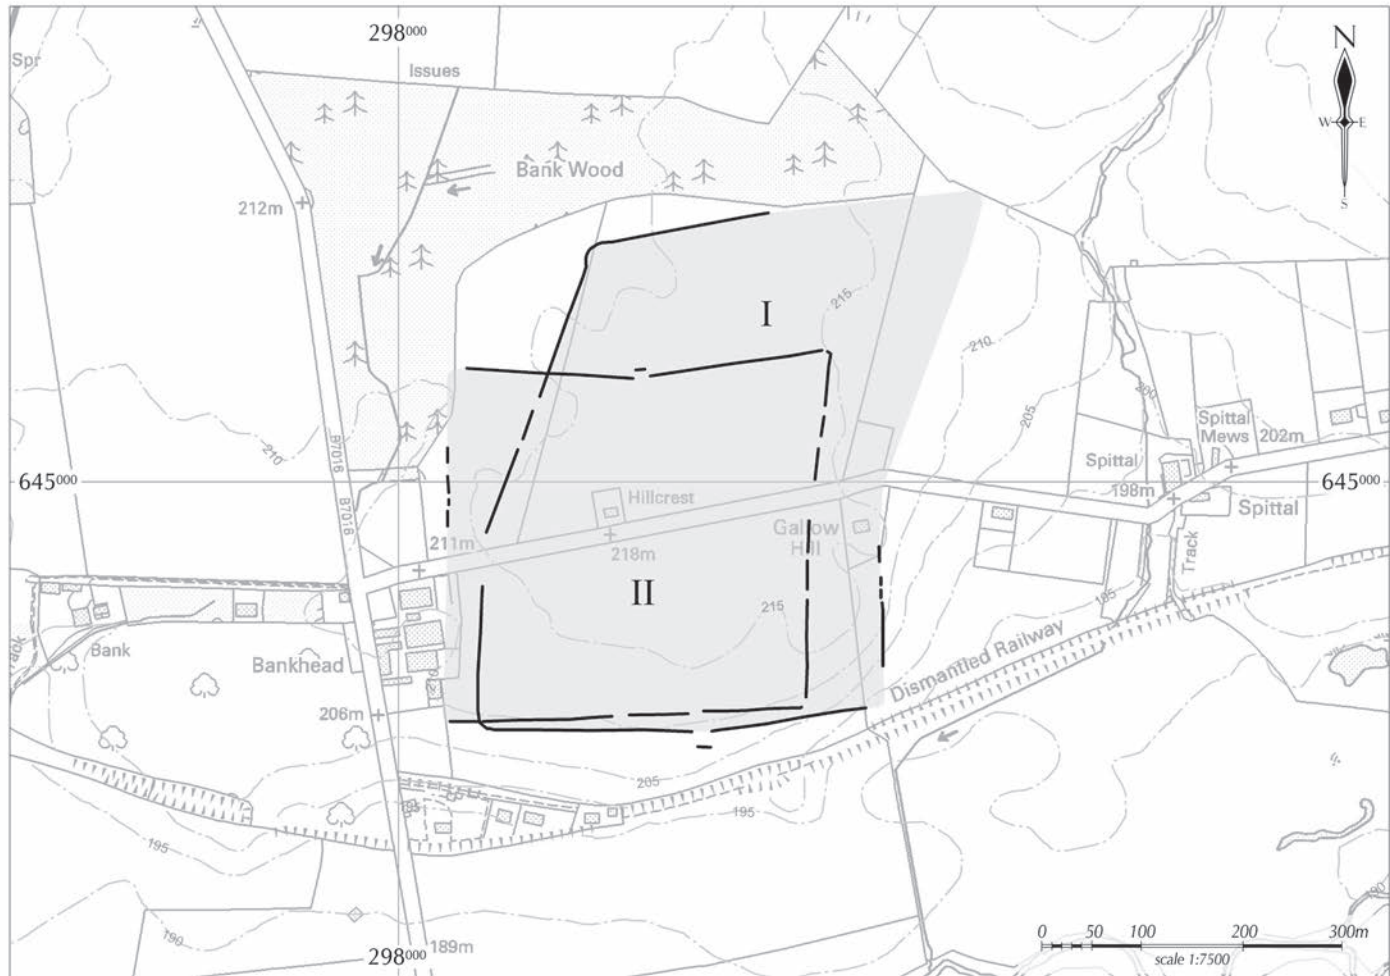 298000
N
Spr
Issues
W E
Bank Wood
S
212m
215
I
210
200
205
Spittal
Mews
202m
210
B7016
Spittal
645000
645000
B7016
198m
Hillcrest
Spittal
Gallow
Hill
211m
218m
Track
II
215
195
Bank
Bankhead
Dismantled Railway
206m
205
195
195
190
190
298000
189m
0 50 100 200 300m
scale 1:7500